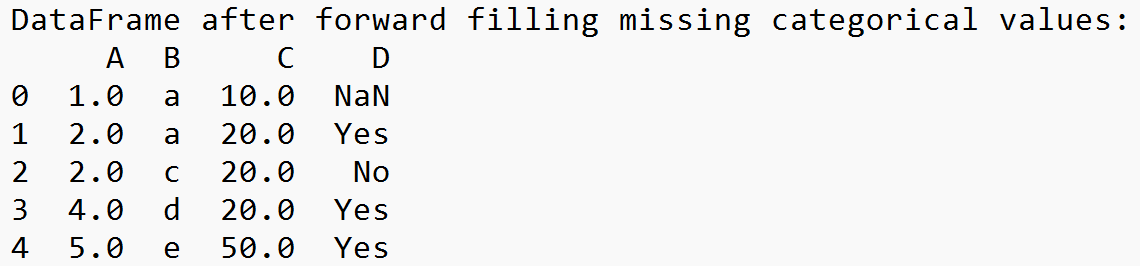 DataFrame after forward filling missing categorical values:
     A  B     C    D
0  1.0  a  10.0  NaN
1  2.0  a  20.0  Yes
2  2.0  c  20.0   No
3  4.0  d  20.0  Yes
4  5.0  e  50.0  Yes